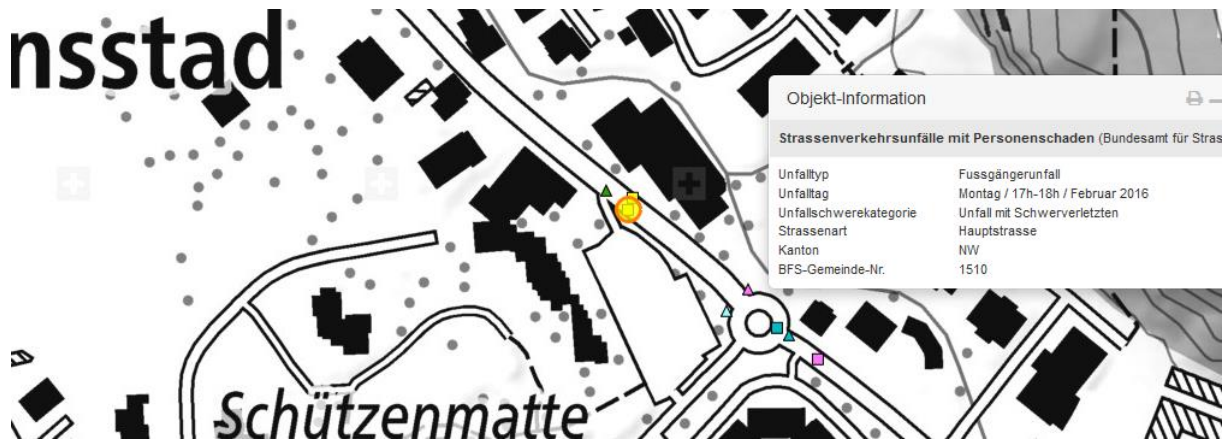 nsstad
Objekt-Information
Strassenverkehrsunfälle mit Personenschaden (Bundesamt für Stras
Unfalltyp Fussgängerunfall
Unfalltag Montag / 17h-18h / Februar 2016
Unfallschwerekategorie Unfall mit Schwerverletzten
Strassenart Hauptstrasse
Kanton NW
BFS-Gemeinde-Nr. 1510
Schützenmatte